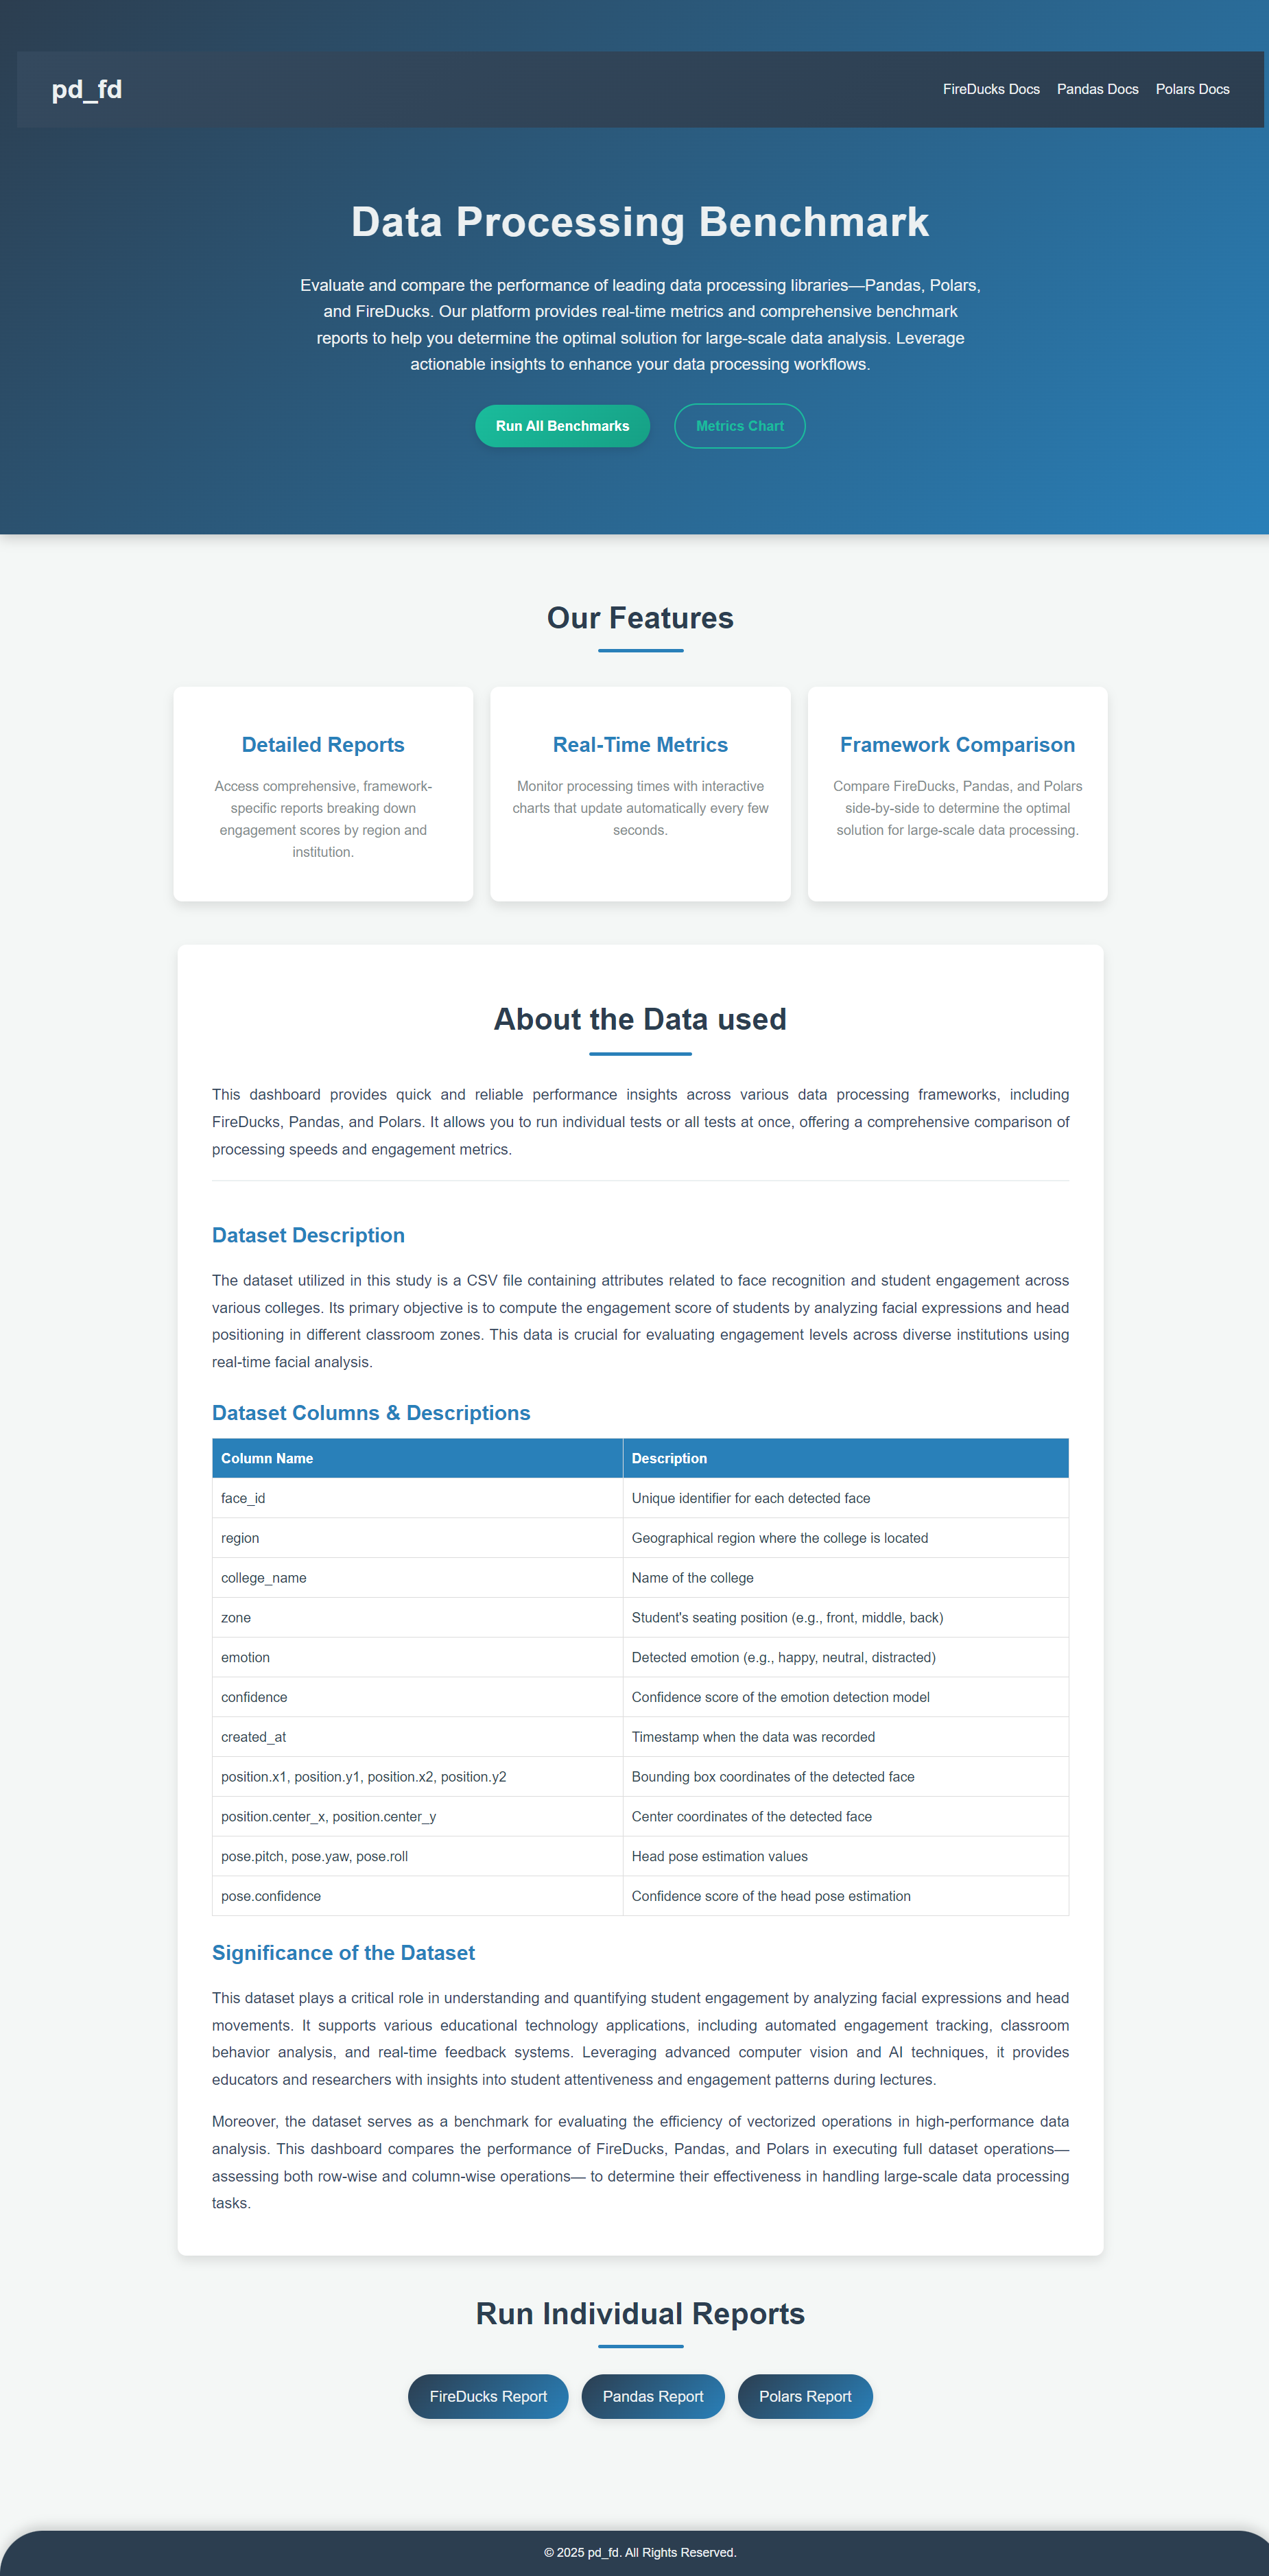 pd_fd
FireDucks Docs Pandas Docs Polars Docs
Data Processing Benchmark
Evaluate and compare the performance of leading data processing libraries—Pandas, Polars,
and FireDucks. Our platform provides real-time metrics and comprehensive benchmark
reports to help you determine the optimal solution for large-scale data analysis. Leverage
actionable insights to enhance your data processing workflows.
Run All Benchmarks Metrics Chart
Our Features
Detailed Reports
Access comprehensive, framework-
specific reports breaking down
engagement scores by region and
institution.
Real-Time Metrics
Monitor processing times with interactive
charts that update automatically every few
seconds.
Framework Comparison
Compare FireDucks, Pandas, and Polars
side-by-side to determine the optimal
solution for large-scale data processing.
About the Data used
This dashboard provides quick and reliable performance insights across various data processing frameworks, including
FireDucks, Pandas, and Polars. It allows you to run individual tests or all tests at once, offering a comprehensive comparison of
processing speeds and engagement metrics.
Dataset Description
The dataset utilized in this study is a CSV file containing attributes related to face recognition and student engagement across
various colleges. Its primary objective is to compute the engagement score of students by analyzing facial expressions and head
positioning in different classroom zones. This data is crucial for evaluating engagement levels across diverse institutions using
real-time facial analysis.
Dataset Columns & Descriptions
Column Name Description
face_id Unique identifier for each detected face
region Geographical region where the college is located
college_name Name of the college
zone Student's seating position (e.g., front, middle, back)
emotion Detected emotion (e.g., happy, neutral, distracted)
confidence Confidence score of the emotion detection model
created_at Timestamp when the data was recorded
position.x1, position.y1, position.x2, position.y2 Bounding box coordinates of the detected face
position.center_x, position.center_y Center coordinates of the detected face
pose.pitch, pose.yaw, pose.roll Head pose estimation values
pose.confidence Confidence score of the head pose estimation
Significance of the Dataset
This dataset plays a critical role in understanding and quantifying student engagement by analyzing facial expressions and head
movements. It supports various educational technology applications, including automated engagement tracking, classroom
behavior analysis, and real-time feedback systems. Leveraging advanced computer vision and AI techniques, it provides
educators and researchers with insights into student attentiveness and engagement patterns during lectures.
Moreover, the dataset serves as a benchmark for evaluating the efficiency of vectorized operations in high-performance data
analysis. This dashboard compares the performance of FireDucks, Pandas, and Polars in executing full dataset operations—
assessing both row-wise and column-wise operations— to determine their effectiveness in handling large-scale data processing
tasks.
Run Individual Reports
FireDucks Report Pandas Report Polars Report
© 2025 pd_fd. All Rights Reserved.